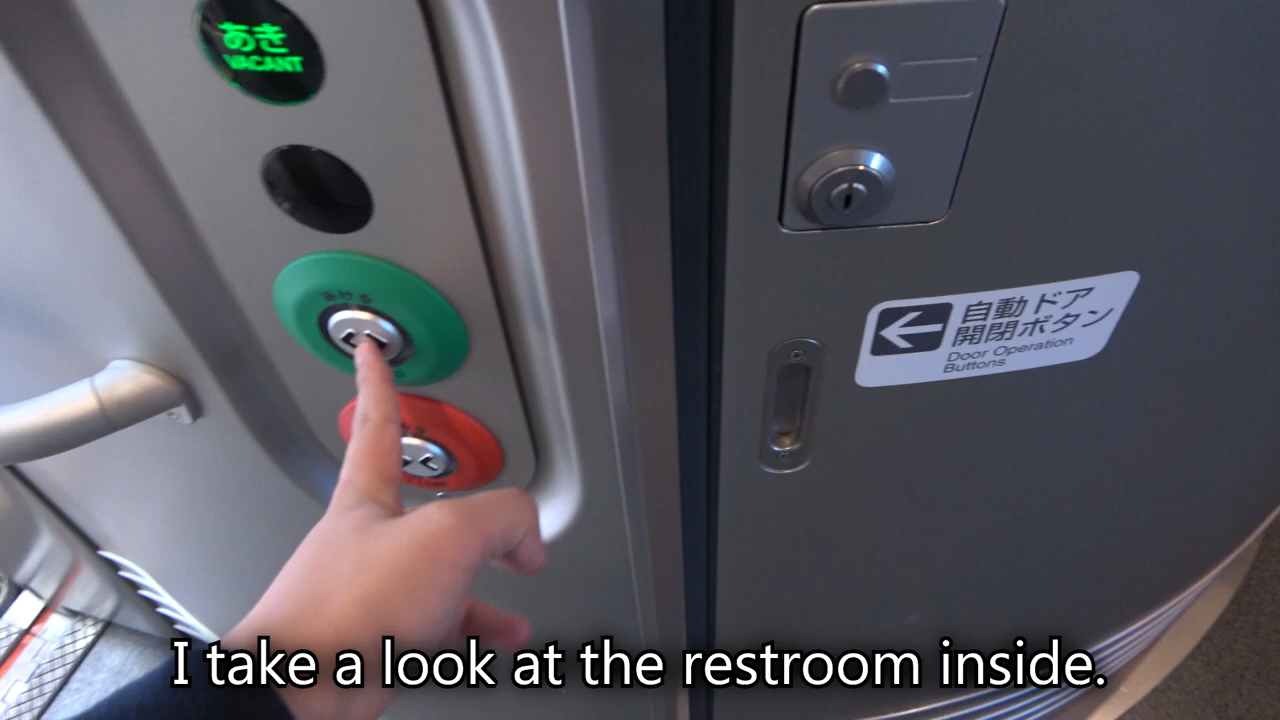 あき
VACANT
あける
自動ドア
開閉ボタン
Door Operation
Buttons
I take a look at the restroom inside.